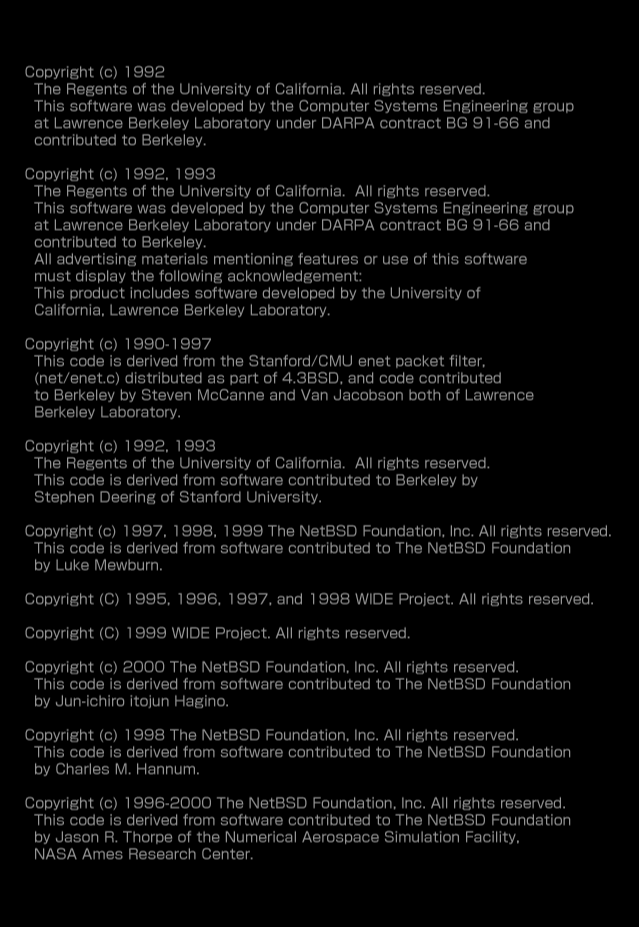 Copyright (c) 1992
The Regents of the University of California. All rights reserved.
This software was developed by the Computer Systems Engineering group
at Lawrence Berkeley Laboratory under DARPA contract BG 91-66 and
contributed to Berkeley.
Copyright (c) 1992, 1993
The Regents of the University of California.  All rights reserved.
This software was developed by the Computer Systems Engineering group
at Lawrence Berkeley Laboratory under DARPA contract BG 91-66 and
contributed to Berkeley.
All advertising materials mentioning features or use of this software
must display the following acknowledgement:
This product includes software developed by the University of
California, Lawrence Berkeley Laboratory.
Copyright (c) 1990-1997
This code is derived from the Stanford/CMU enet packet filter,
(net/enet.c) distributed as part of 4.3BSD, and code contributed
to Berkeley by Steven McCanne and Van Jacobson both of Lawrence
Berkeley Laboratory.
Copyright (c) 1992, 1993
The Regents of the University of California.  All rights reserved.
This code is derived from software contributed to Berkeley by
Stephen Deering of Stanford University.
Copyright (c) 1997, 1998, 1999 The NetBSD Foundation, Inc. All rights reserved.
This code is derived from software contributed to The NetBSD Foundation
by Luke Mewburn.
Copyright (C) 1995, 1996, 1997, and 1998 WIDE Project. All rights reserved.
Copyright (C) 1999 WIDE Project. All rights reserved.
Copyright (c) 2000 The NetBSD Foundation, Inc. All rights reserved.
This code is derived from software contributed to The NetBSD Foundation
by Jun-ichiro itojun Hagino.
Copyright (c) 1998 The NetBSD Foundation, Inc. All rights reserved.
This code is derived from software contributed to The NetBSD Foundation
by Charles M. Hannum.
Copyright (c) 1996-2000 The NetBSD Foundation, Inc. All rights reserved.
This code is derived from software contributed to The NetBSD Foundation
by Jason R. Thorpe of the Numerical Aerospace Simulation Facility,
NASA Ames Research Center.